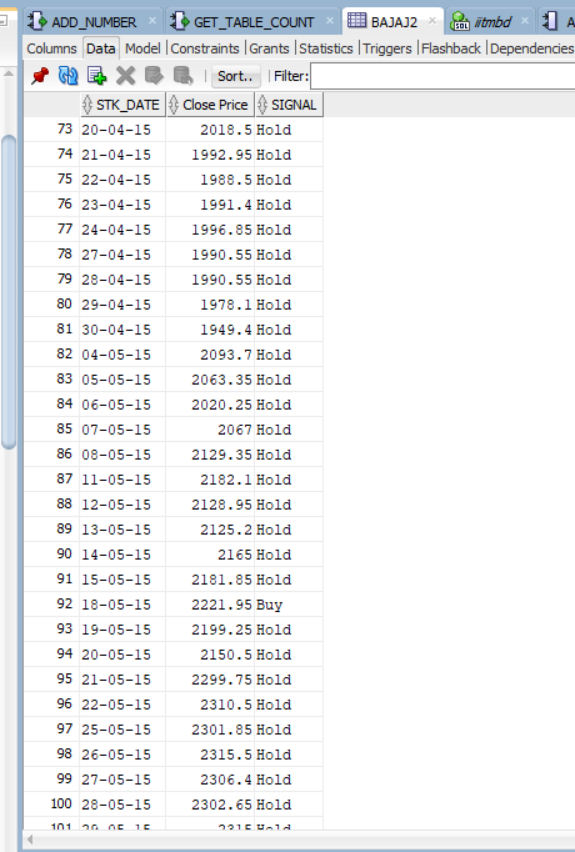 ADD_NUMBER × GET_TABLE_COUNT × BAJAJ2 × iitmbd × A
Columns Data Model |Constraints |Grants |Statistics |Triggers |Flashback |Dependencies
Sort.. Filter:
STK_DATE Close Price SIGNAL
73 20-04-15 2018.5 Hold
74 21-04-15 1992.95 Hold
75 22-04-15 1988.5 Hold
76 23-04-15 1991.4 Hold
77 24-04-15 1996.85 Hold
78 27-04-15 1990.55 Hold
79 28-04-15 1990.55 Hold
80 29-04-15 1978.1 Hold
81 30-04-15 1949.4 Hold
82 04-05-15 2093.7 Hold
83 05-05-15 2063.35 Hold
84 06-05-15 2020.25 Hold
85 07-05-15 2067 Hold
86 08-05-15 2129.35 Hold
87 11-05-15 2182.1 Hold
88 12-05-15 2128.95 Hold
89 13-05-15 2125.2 Hold
90 14-05-15 2165 Hold
91 15-05-15 2181.85 Hold
92 18-05-15 2221.95 Buy
93 19-05-15 2199.25 Hold
94 20-05-15 2150.5 Hold
95 21-05-15 2299.75 Hold
96 22-05-15 2310.5 Hold
97 25-05-15 2301.85 Hold
98 26-05-15 2315.5 Hold
99 27-05-15 2306.4 Hold
100 28-05-15 2302.65 Hold
101 29-05-15 2315 Hold